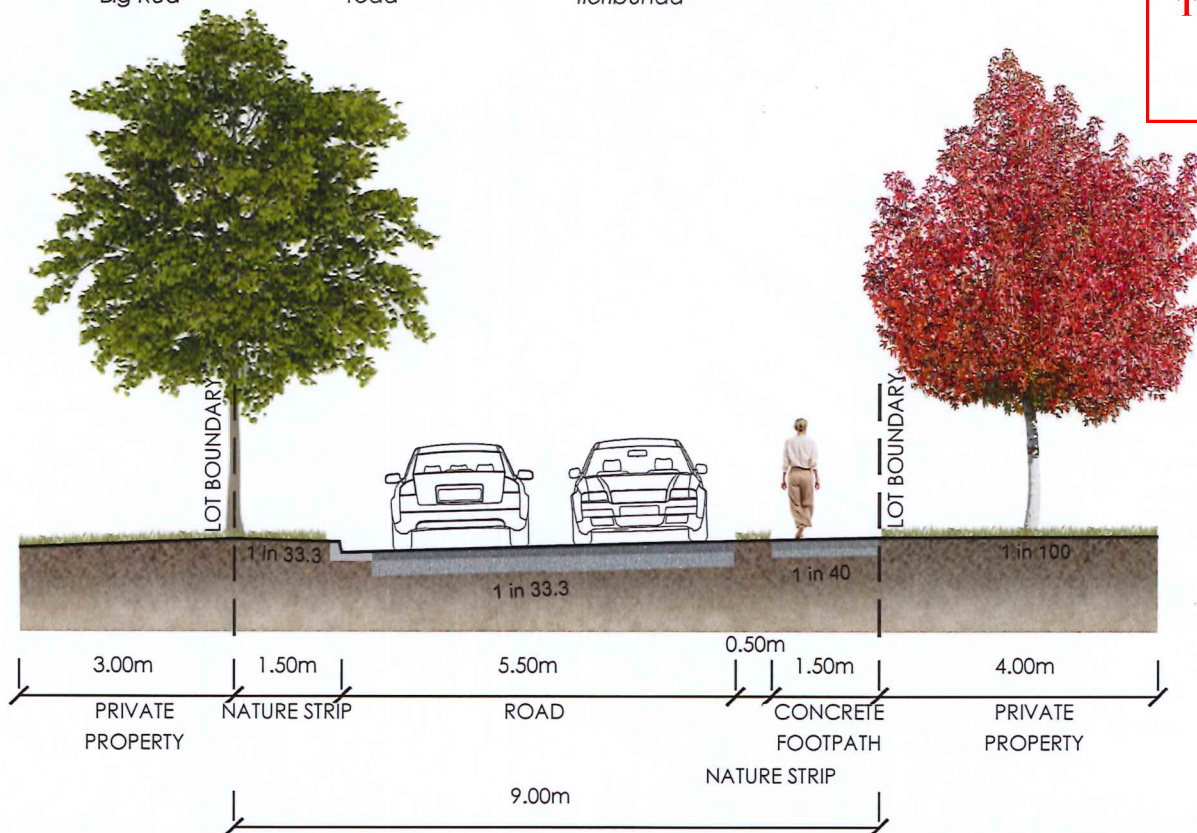 LOT BOUNDARY
LOT BOUNDARY
1 in 33.3
1 in 33.3
1 in 40
1 in 100
0.50m
3.00m
1.50m
5.50m
1.50m
4.00m
PRIVATE PROPERTY
NATURE STRIP
ROAD
CONCRETE FOOTPATH
PRIVATE PROPERTY
NATURE STRIP
9.00m